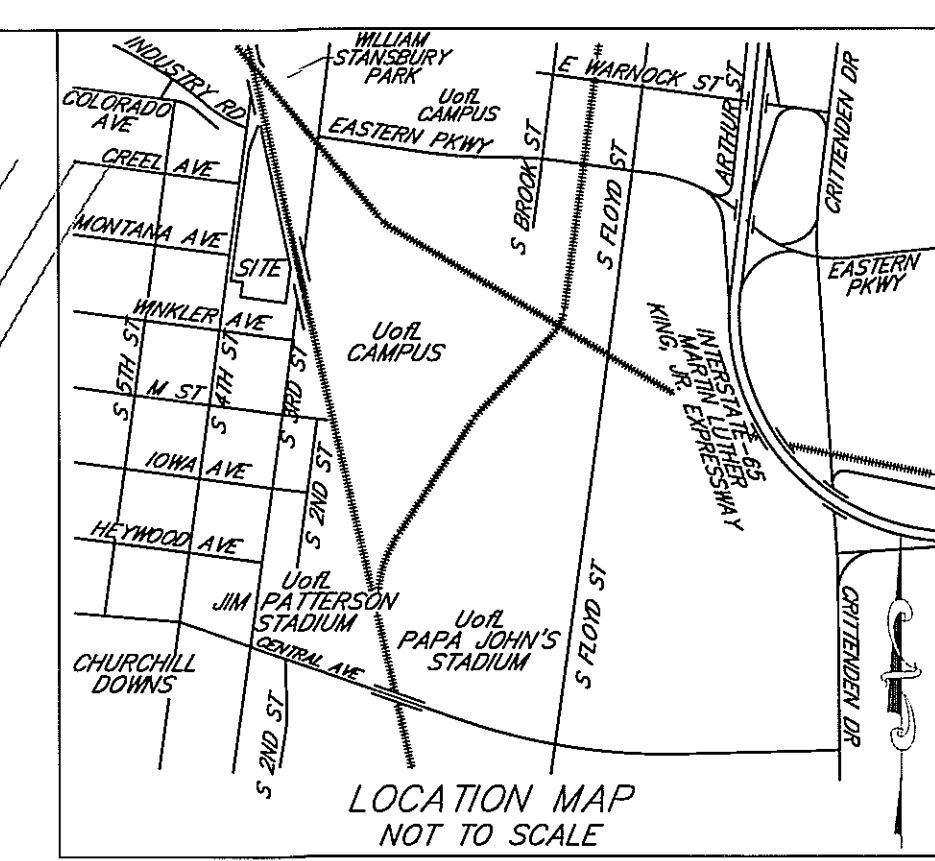 WILLIAM
STANSBURY
PARK
INDUSTRY RD
COLORADO
AVE
UofL
CAMPUS
E WARNOCK ST
ARTHUR ST
CRITTENDEN DR
EASTERN PKWY
S BROOK ST
S FLOYD ST
CREEL AVE
MONTANA AVE
SITE
EASTERN
PKWY
WINKLER AVE
UofL
CAMPUS
INTERSTATE-65
MARTIN LUTHER
KING, JR. EXPRESSWAY
S 5TH ST
S 4TH ST
S 3RD ST
M ST
IOWA AVE
S 2ND ST
HEYWOOD AVE
UofL
JIM PATTERSON
STADIUM
UofL
PAPA JOHN'S
STADIUM
S FLOYD ST
CRITTENDEN DR
CENTRAL AVE
CHURCHILL
DOWNS
S 2ND ST
LOCATION MAP
NOT TO SCALE